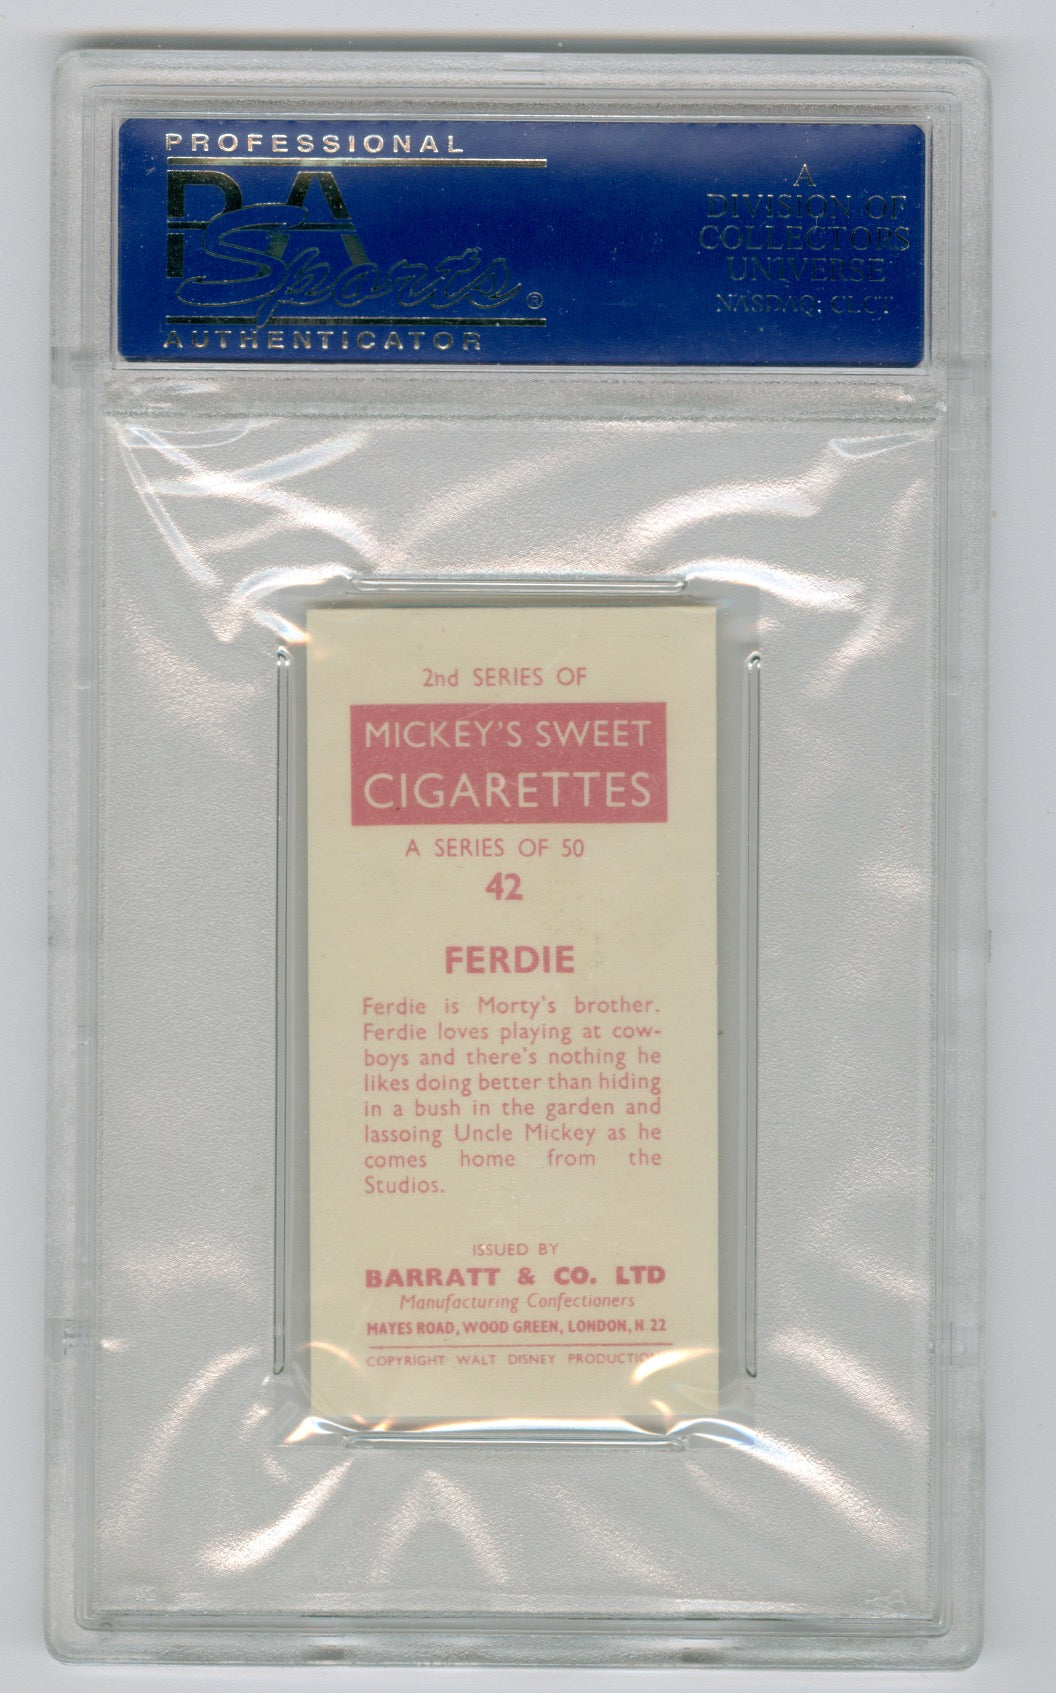 PROFESSIONAL
PSA
Sports®
AUTHENTICATOR
A
DIVISION OF
COLLECTORS
UNIVERSE
NASDAQ: CLCT
2nd SERIES OF
MICKEY'S SWEET
CIGARETTES
A SERIES OF 50
42
FERDIE
Ferdie is Morty's brother.
Ferdie loves playing at cow-
boys and there's nothing he
likes doing better than hiding
in a bush in the garden and
lassoing Uncle Mickey as he
comes home from the
Studios.
ISSUED BY
BARRATT & CO. LTD
Manufacturing Confectioners
MAYES ROAD, WOOD GREEN, LONDON, N 22
COPYRIGHT WALT DISNEY PRODUCTIONS
PSA